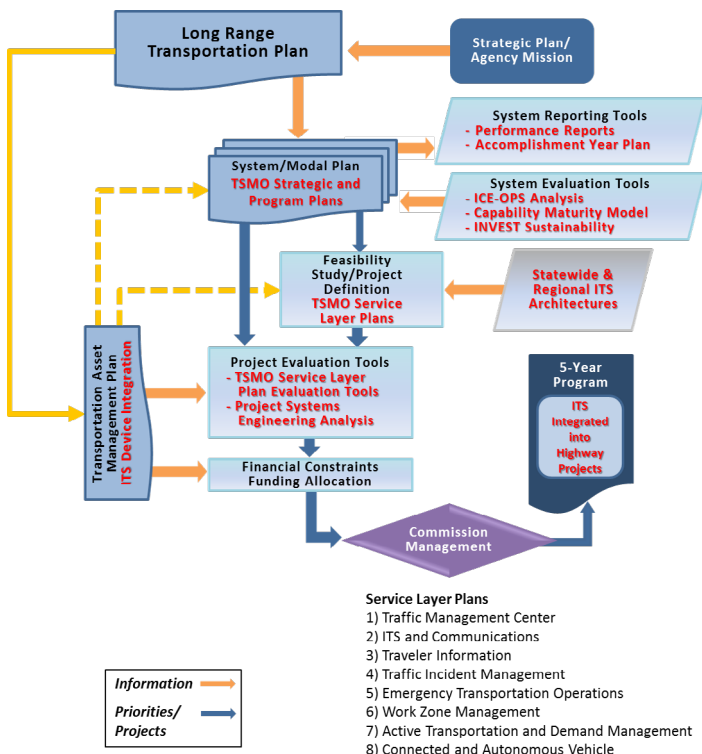 Long Range
Transportation Plan
Strategic Plan/
Agency Mission
System Reporting Tools
- Performance Reports
- Accomplishment Year Plan
System/Modal Plan
TSMO Strategic and
Program Plans
System Evaluation Tools
- ICE-OPS Analysis
- Capability Maturity Model
- INVEST Sustainability
Feasibility
Study/Project
Definition
TSMO Service
Layer Plans
Statewide &
Regional ITS
Architectures
Transportation Asset
Management Plan
ITS Device Integration
Project Evaluation Tools
- TSMO Service Layer
Plan Evaluation Tools
- Project Systems
Engineering Analysis
5-Year
Program
ITS
Integrated
into
Highway
Projects
Financial Constraints
Funding Allocation
Commission
Management
Service Layer Plans
1) Traffic Management Center
2) ITS and Communications
3) Traveler Information
4) Traffic Incident Management
5) Emergency Transportation Operations
6) Work Zone Management
7) Active Transportation and Demand Management
8) Connected and Autonomous Vehicle
Information
Priorities/
Projects